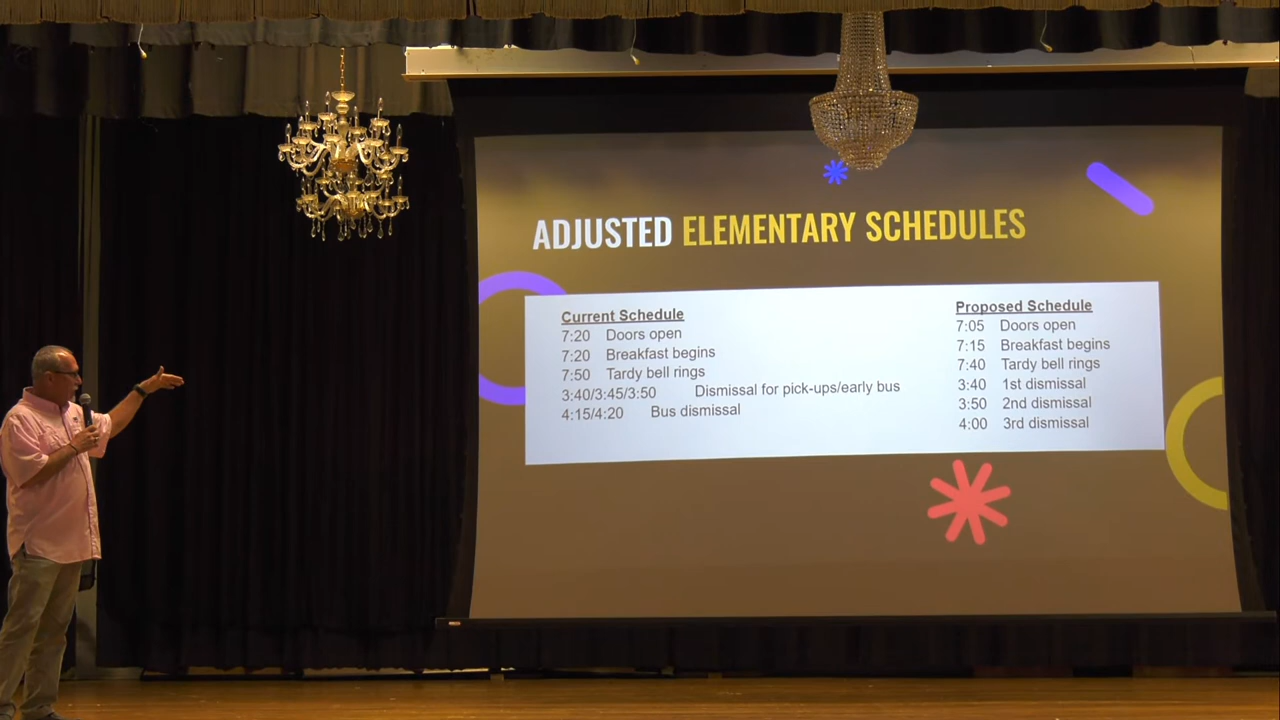 ADJUSTED ELEMENTARY SCHEDULES
Current Schedule
7:20 Doors open
7:20 Breakfast begins
7:50 Tardy bell rings
3:40/3:45/3:50 Dismissal for pick-ups/early bus
4:15/4:20 Bus dismissal
Proposed Schedule
7:05 Doors open
7:15 Breakfast begins
7:40 Tardy bell rings
3:40 1st dismissal
3:50 2nd dismissal
4:00 3rd dismissal